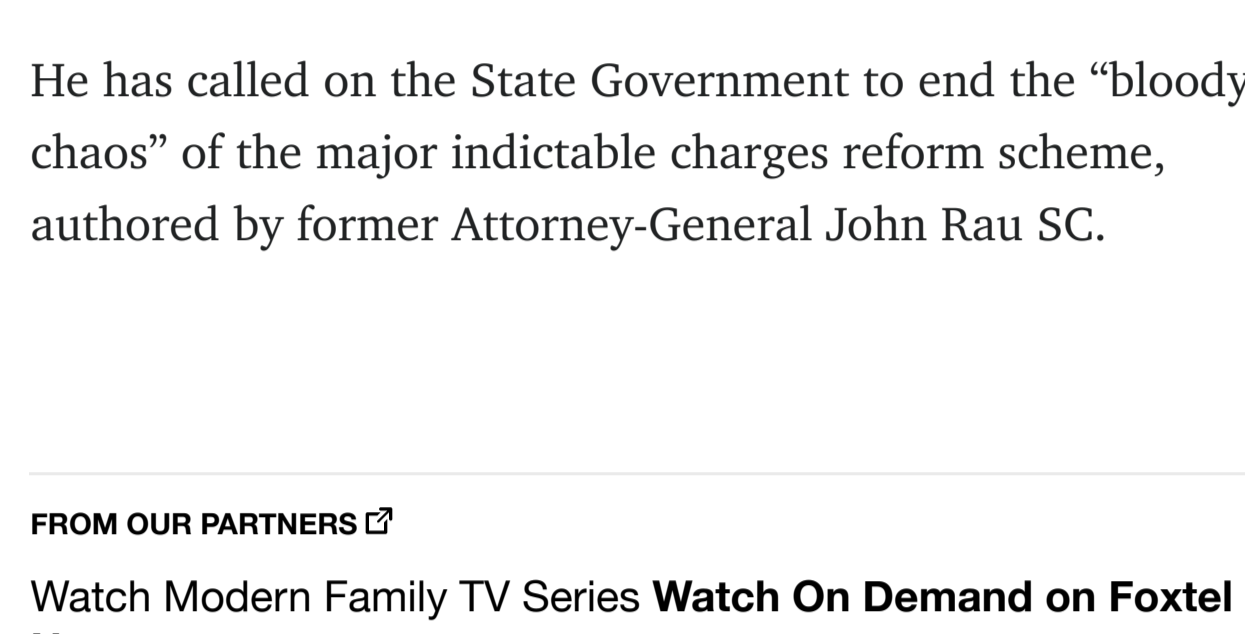 He has called on the State Government to end the “bloody
chaos” of the major indictable charges reform scheme,
authored by former Attorney-General John Rau SC.
FROM OUR PARTNERS
Watch Modern Family TV Series Watch On Demand on Foxtel